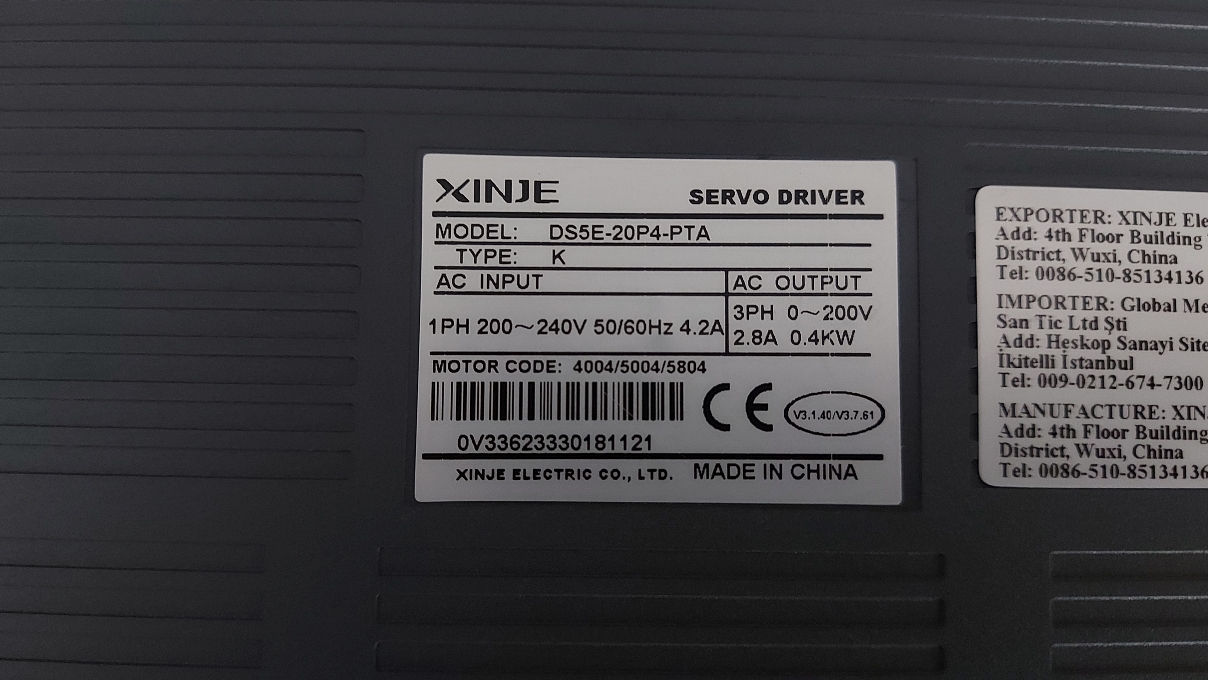 XINJE
SERVO DRIVER
MODEL: DS5E-20P4-PTA
TYPE: K
AC INPUT
1PH 200～240V 50/60Hz 4.2A
AC OUTPUT
3PH 0～200V
2.8A 0.4KW
MOTOR CODE: 4004/5004/5804
CE
V3.1.40/V3.7.61
0V33623330181121
XINJE ELECTRIC CO., LTD. MADE IN CHINA
EXPORTER: XINJE Ele
Add: 4th Floor Building
District, Wuxi, China
Tel: 0086-510-85134136
IMPORTER: Global Me
San Tic Ltd Şti
Add: Heskop Sanayi Site
İkitelli İstanbul
Tel: 009-0212-674-7300
MANUFACTURE: XIN
Add: 4th Floor Building
District, Wuxi, China
Tel: 0086-510-85134136